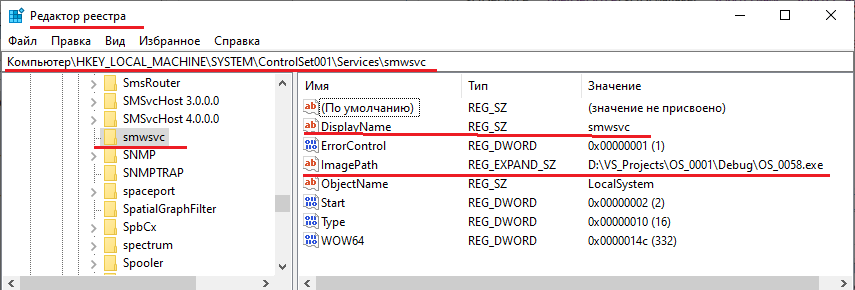 Редактор реестра
Файл Правка Вид Избранное Справка
Компьютер\HKEY_LOCAL_MACHINE\SYSTEM\ControlSet001\Services\smwsvc
SmsRouter
SMSvcHost 3.0.0.0
SMSvcHost 4.0.0.0
smwsvc
SNMP
SNMPTRAP
spaceport
SpatialGraphFilter
SpbCx
spectrum
Spooler
Имя Тип Значение
(По умолчанию) REG_SZ (значение не присвоено)
DisplayName REG_SZ smwsvc
ErrorControl REG_DWORD 0x00000001 (1)
ImagePath REG_EXPAND_SZ D:\VS_Projects\OS_0001\Debug\OS_0058.exe
ObjectName REG_SZ LocalSystem
Start REG_DWORD 0x00000002 (2)
Type REG_DWORD 0x00000010 (16)
WOW64 REG_DWORD 0x0000014c (332)